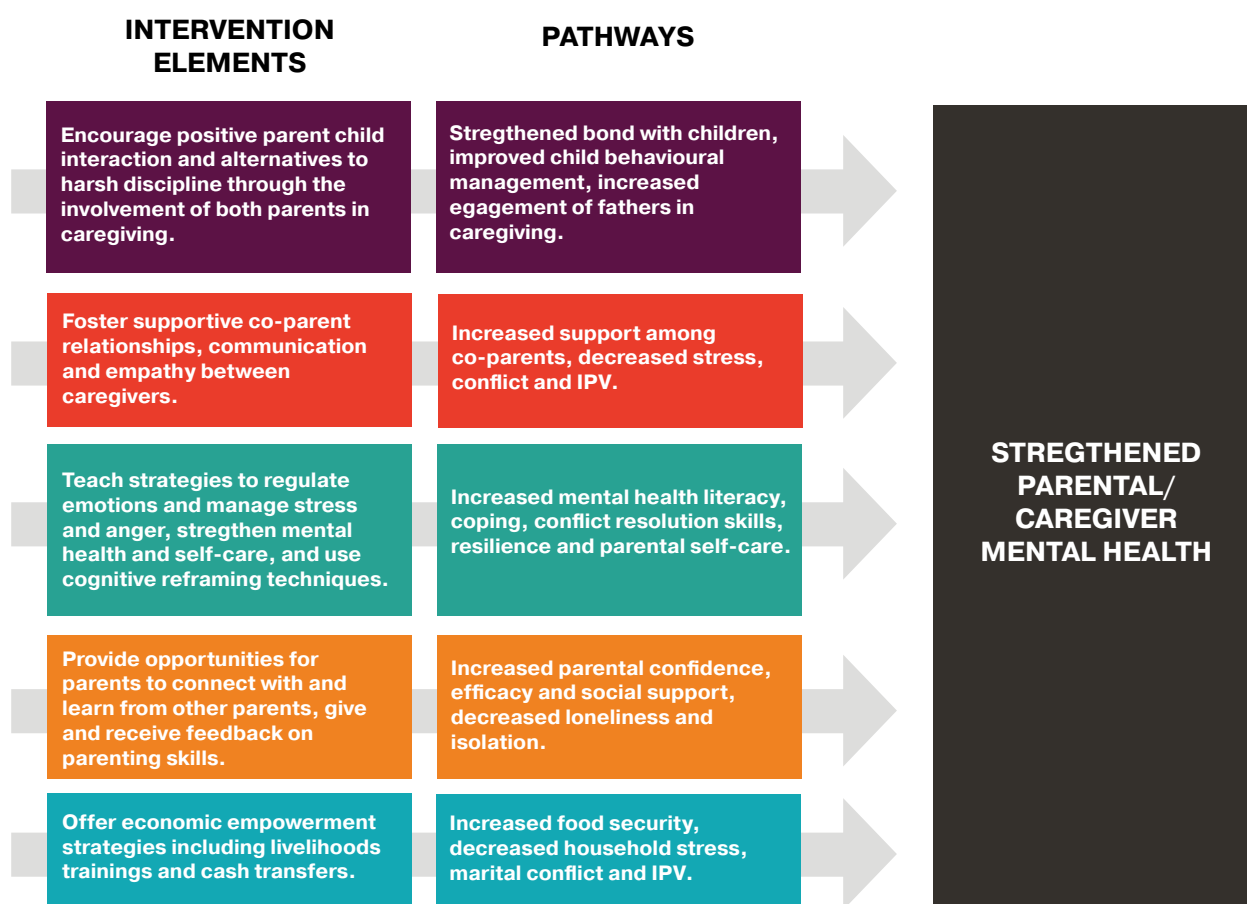 INTERVENTION
ELEMENTS
PATHWAYS
Encourage positive parent child
interaction and alternatives to
harsh discipline through the
involvement of both parents in
caregiving.
Stregthened bond with children,
improved child behavioural
management, increased
egagement of fathers in
caregiving.
Foster supportive co-parent
relationships, communication
and empathy between
caregivers.
Increased support among
co-parents, decreased stress,
conflict and IPV.
Teach strategies to regulate
emotions and manage stress
and anger, stregthen mental
health and self-care, and use
cognitive reframing techniques.
Increased mental health literacy,
coping, conflict resolution skills,
resilience and parental self-care.
Provide opportunities for
parents to connect with and
learn from other parents, give
and receive feedback on
parenting skills.
Increased parental confidence,
efficacy and social support,
decreased loneliness and
isolation.
Offer economic empowerment
strategies including livelihoods
trainings and cash transfers.
Increased food security,
decreased household stress,
marital conflict and IPV.
STREGTHENED
PARENTAL/
CAREGIVER
MENTAL HEALTH